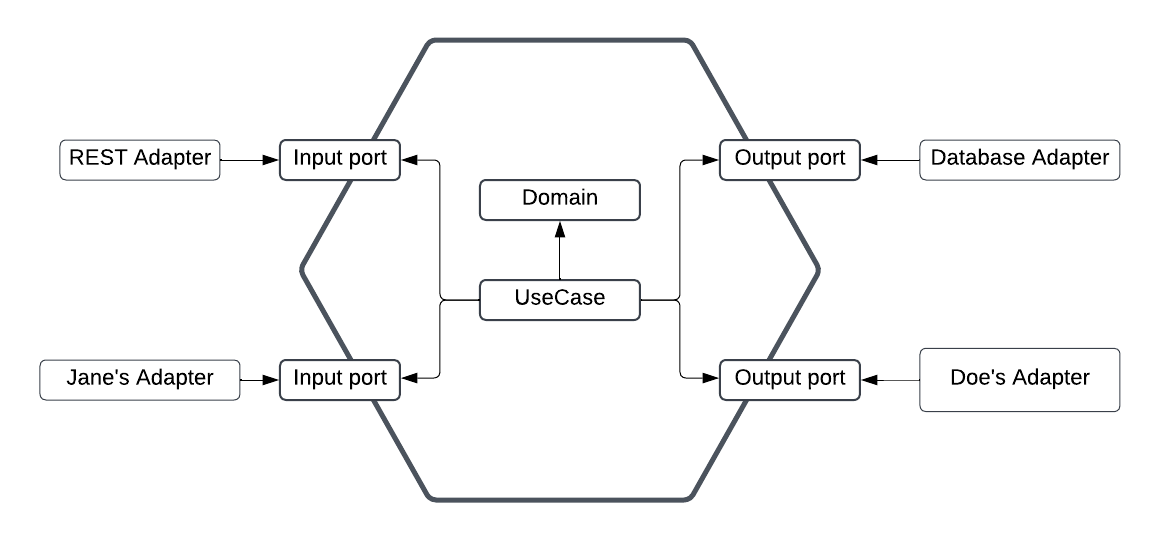 REST Adapter
Input port
Output port
Database Adapter
Domain
UseCase
Jane's Adapter
Input port
Output port
Doe's Adapter